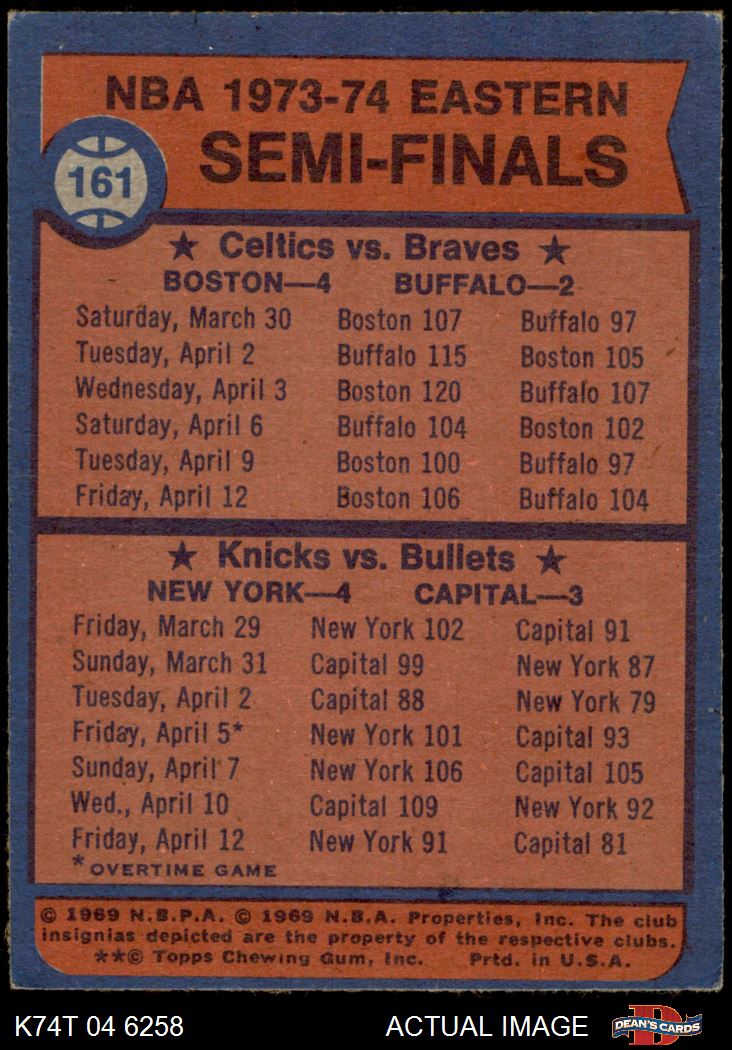 NBA 1973-74 EASTERN
SEMI-FINALS
161
★ Celtics vs. Braves ★
BOSTON—4 BUFFALO—2
Saturday, March 30 Boston 107 Buffalo 97
Tuesday, April 2 Buffalo 115 Boston 105
Wednesday, April 3 Boston 120 Buffalo 107
Saturday, April 6 Buffalo 104 Boston 102
Tuesday, April 9 Boston 100 Buffalo 97
Friday, April 12 Boston 106 Buffalo 104
★ Knicks vs. Bullets ★
NEW YORK—4 CAPITAL—3
Friday, March 29 New York 102 Capital 91
Sunday, March 31 Capital 99 New York 87
Tuesday, April 2 Capital 88 New York 79
Friday, April 5* New York 101 Capital 93
Sunday, April 7 New York 106 Capital 105
Wed., April 10 Capital 109 New York 92
Friday, April 12 New York 91 Capital 81
*OVERTIME GAME
© 1969 N.B.P.A. © 1969 N.B.A. Properties, Inc. The club
insignias depicted are the property of the respective clubs.
**© Topps Chewing Gum, Inc. Prtd. in U.S.A.
K74T 04 6258 ACTUAL IMAGE D DEAN'S CARDS